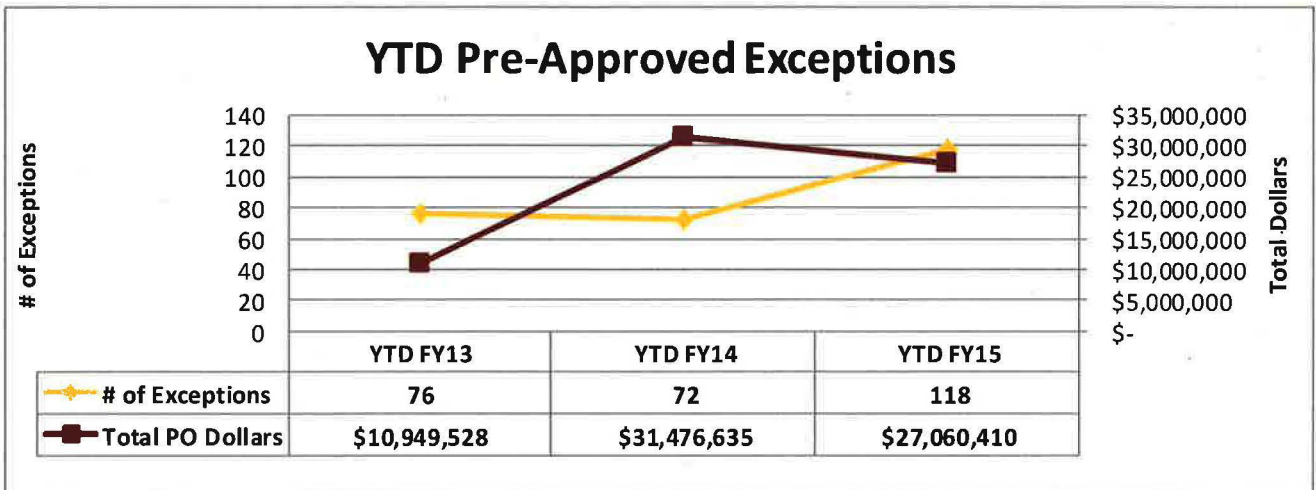 YTD Pre-Approved Exceptions
# of Exceptions
140
120
100
80
60
40
20
0
$35,000,000
$30,000,000
$25,000,000
$20,000,000
$15,000,000
$10,000,000
$5,000,000
$-
Total Dollars
YTD FY13 YTD FY14 YTD FY15
# of Exceptions 76 72 118
Total PO Dollars $10,949,528 $31,476,635 $27,060,410